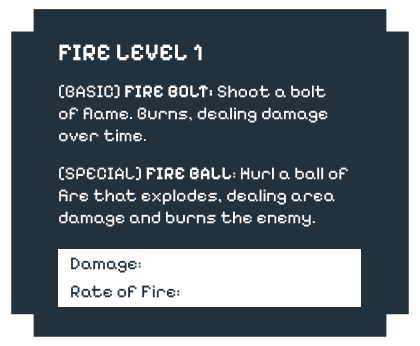 FIRE LEVEL 1
(BASIC) FIRE BOLT: Shoot a bolt
of flame. Burns, dealing damage
over time.
(SPECIAL) FIRE BALL: Hurl a ball of
fire that explodes, dealing area
damage and burns the enemy.
Damage:
Rate of Fire: